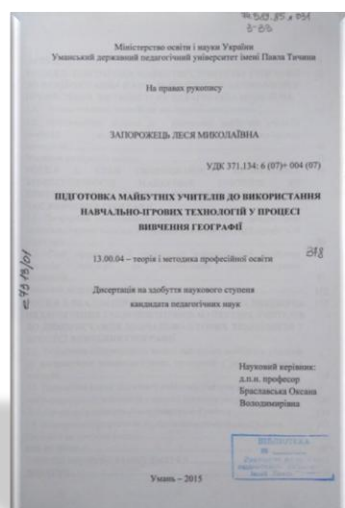 Міністерство освіти і науки України
Уманський державний педагогічний університет імені Павла Тичини
На правах рукопису
ЗАПОРОЖЕЦЬ ЛЕСЯ МИКОЛАЇВНА
УДК 371.134: 6 (07)+ 004 (07)
ПІДГОТОВКА МАЙБУТНІХ УЧИТЕЛІВ ДО ВИКОРИСТАННЯ
НАВЧАЛЬНО-ІГРОВИХ ТЕХНОЛОГІЙ У ПРОЦЕСІ
ВИВЧЕННЯ ГЕОГРАФІЇ
13.00.04 – теорія і методика професійної освіти
Дисертація на здобуття наукового ступеня
кандидата педагогічних наук
Науковий керівник:
д.п.н. професор
Браславська Оксана
Володимирівна
БІБЛІОТЕКА
Умань – 2015